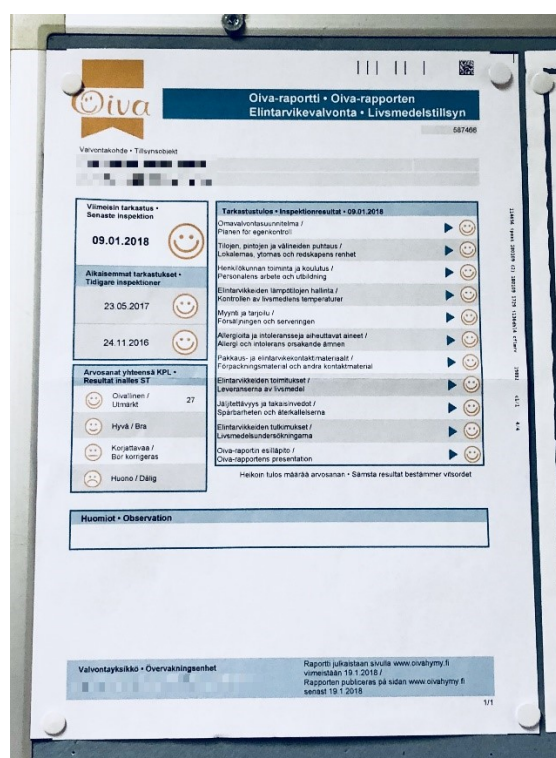 Oiva
Oiva-raportti • Oiva-rapporten
Elintarvikevalvonta • Livsmedelstillsyn
587466
Valvontakohde • Tillsynsobjekt
Viimeisin tarkastus •
Senaste inspektion
09.01.2018
Aikaisemmat tarkastukset •
Tidigare inspektioner
23.05.2017
24.11.2016
Arvosanat yhteensä KPL •
Resultat inalles ST
Oivallinen /
Utmärkt
27
Hyvä / Bra
Korjattavaa /
Bör korrigeras
Huono / Dålig
Tarkastustulos • Inspektionresultat • 09.01.2018
Omavalvontasuunnitelma /
Planen för egenkontroll
Tilojen, pintojen ja välineiden puhtaus /
Lokalernas, ytornas och redskapens renhet
Henkilökunnan toiminta ja koulutus /
Personalens arbete och utbildning
Elintarvikkeiden lämpötilojen hallinta /
Kontrollen av livsmedlens temperaturer
Myynti ja tarjoilu /
Försäljningen och serveringen
Allergioita ja intoleransseja aiheuttavat aineet /
Allergi och intolerans orsakande ämnen
Pakkaus- ja elintarvikekontaktimateriaalit /
Förpackningsmaterial och andra kontaktmaterial
Elintarvikkeiden toimitukset /
Leveranserna av livsmedel
Jäljitettävyys ja takaisinvedot /
Spårbarheten och återkallelserna
Elintarvikkeiden tutkimukset /
Livsmedelsundersökningarna
Oiva-raportin esilläpito /
Oiva-rapportens presentation
Heikoin tulos määrää arvosanan • Sämsta resultat bestämmer vitsordet
Huomiot • Observation
Valvontayksikkö • Övervakningsenhet
Raportti julkaistaan sivulla www.oivahymy.fi
viimeistään 19.1.2018 /
Rapporten publiceras på sidan www.oivahymy.fi
senast 19.1.2018
1/1